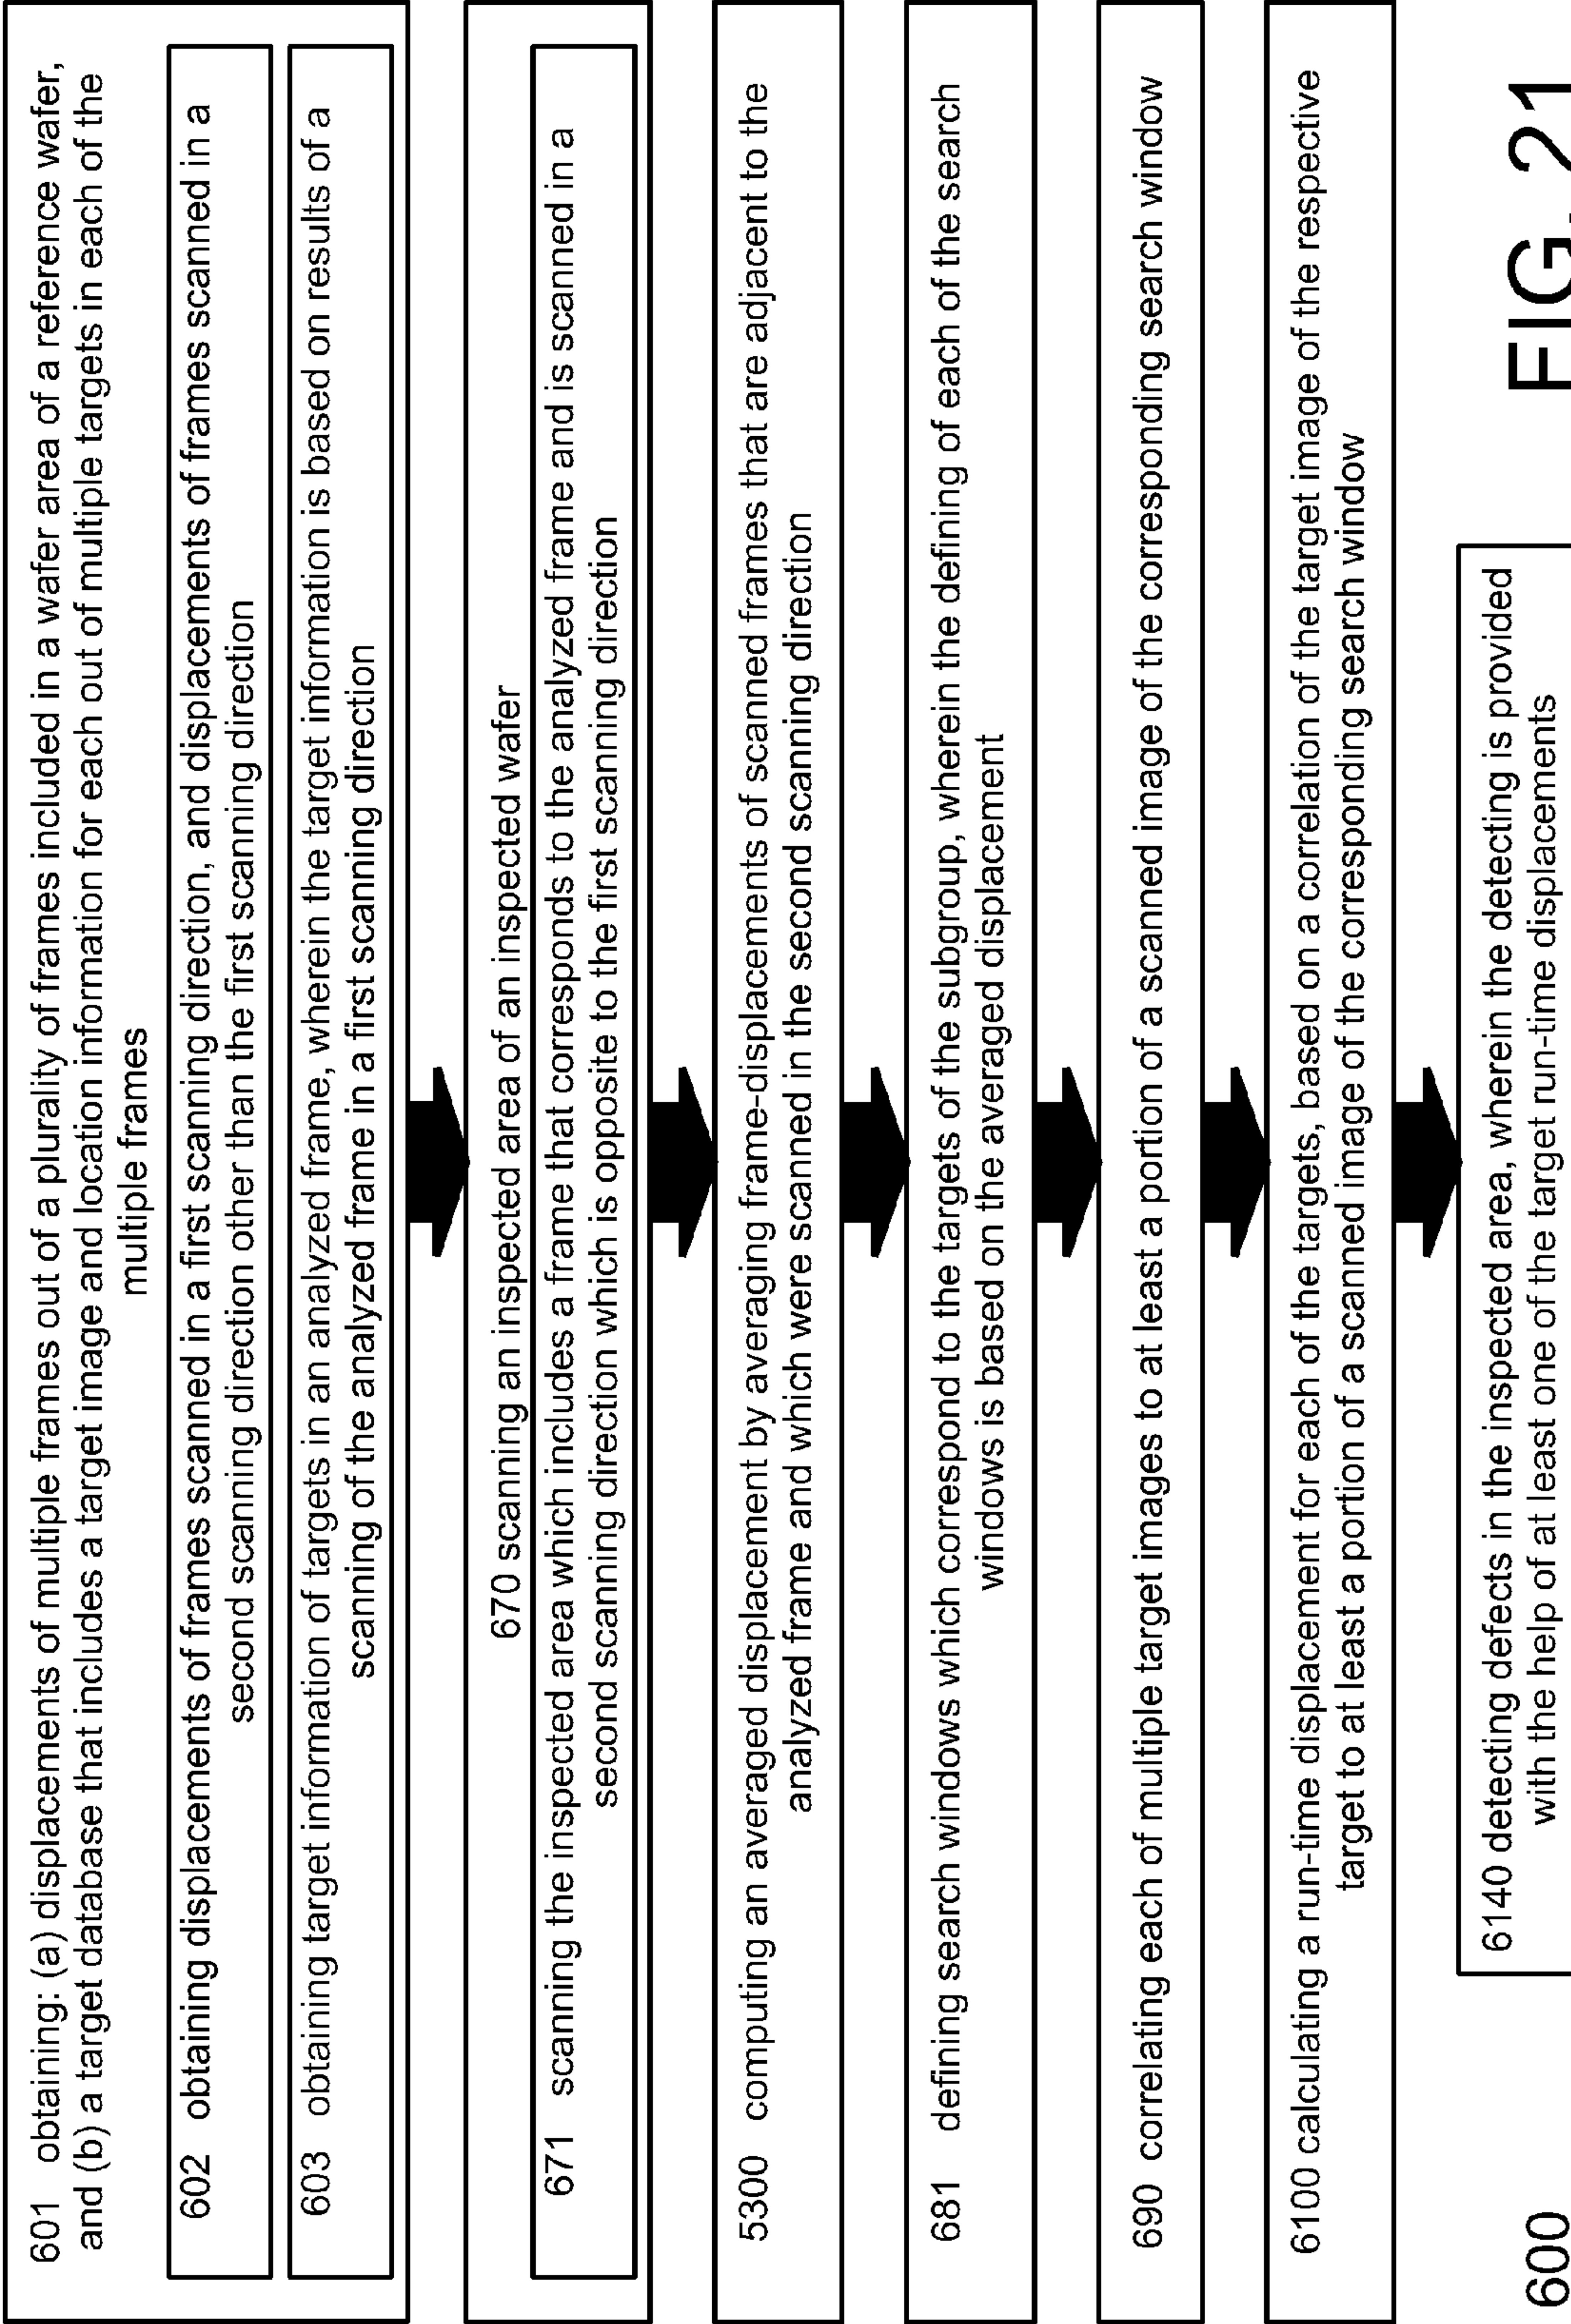 601 obtaining: (a) displacements of multiple frames out of a plurality of frames included in a wafer area of a reference wafer,
and (b) a target database that includes a target image and location information for each out of multiple targets in each of the
multiple frames
602 obtaining displacements of frames scanned in a first scanning direction, and displacements of frames scanned in a
second scanning direction other than the first scanning direction
603 obtaining target information of targets in an analyzed frame, wherein the target information is based on results of a
scanning of the analyzed frame in a first scanning direction
670 scanning an inspected area of an inspected wafer
671 scanning the inspected area which includes a frame that corresponds to the analyzed frame and is scanned in a
second scanning direction which is opposite to the first scanning direction
5300 computing an averaged displacement by averaging frame-displacements of scanned frames that are adjacent to the
analyzed frame and which were scanned in the second scanning direction
681 defining search windows which correspond to the targets of the subgroup, wherein the defining of each of the search
windows is based on the averaged displacement
690 correlating each of multiple target images to at least a portion of a scanned image of the corresponding search window
6100 calculating a run-time displacement for each of the targets, based on a correlation of the target image of the respective
target to at least a portion of a scanned image of the corresponding search window
6140 detecting defects in the inspected area, wherein the detecting is provided
with the help of at least one of the target run-time displacements
600
FIG. 21